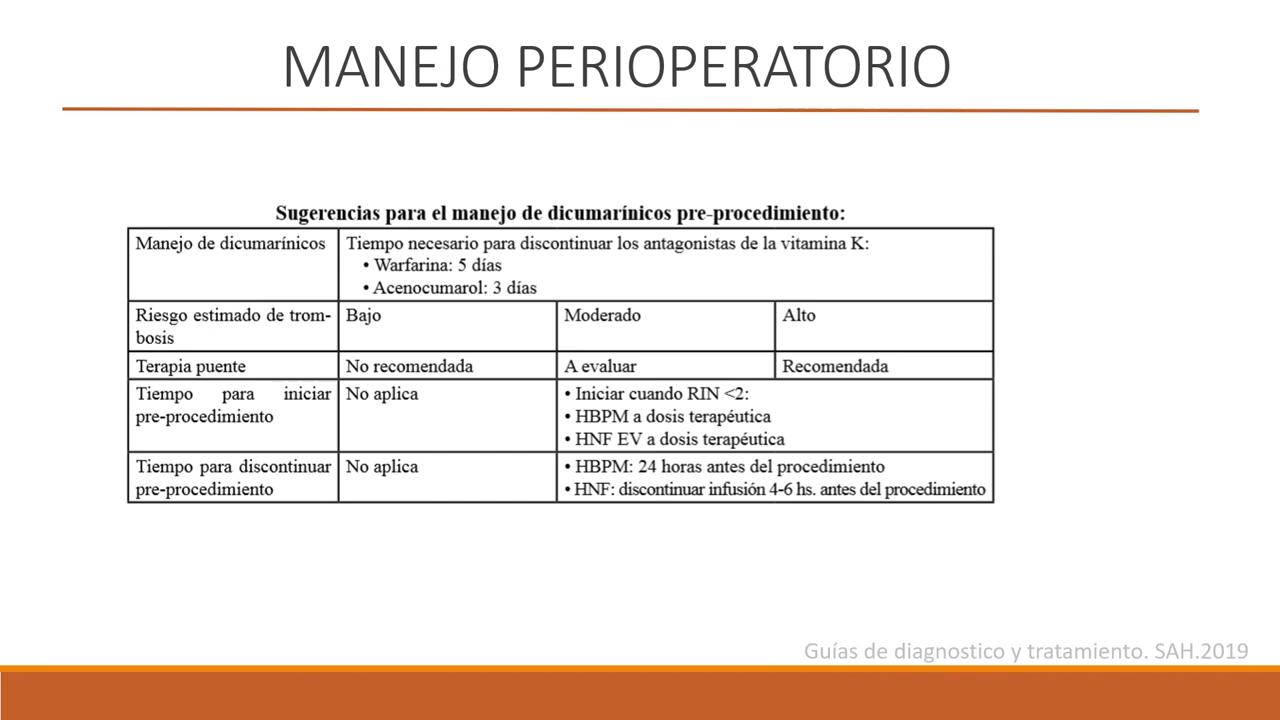 MANEJO PERIOPERATORIO
Sugerencias para el manejo de dicumarínicos pre-procedimiento:
Manejo de dicumarínicos
Tiempo necesario para discontinuar los antagonistas de la vitamina K:
• Warfarina: 5 días
• Acenocumarol: 3 días
Riesgo estimado de trom-
bosis
Bajo
Moderado
Alto
Terapia puente
No recomendada
A evaluar
Recomendada
Tiempo para iniciar
pre-procedimiento
No aplica
• Iniciar cuando RIN <2:
• HBPM a dosis terapéutica
• HNF EV a dosis terapéutica
Tiempo para discontinuar
pre-procedimiento
No aplica
• HBPM: 24 horas antes del procedimiento
• HNF: discontinuar infusión 4-6 hs. antes del procedimiento
Guías de diagnostico y tratamiento. SAH.2019